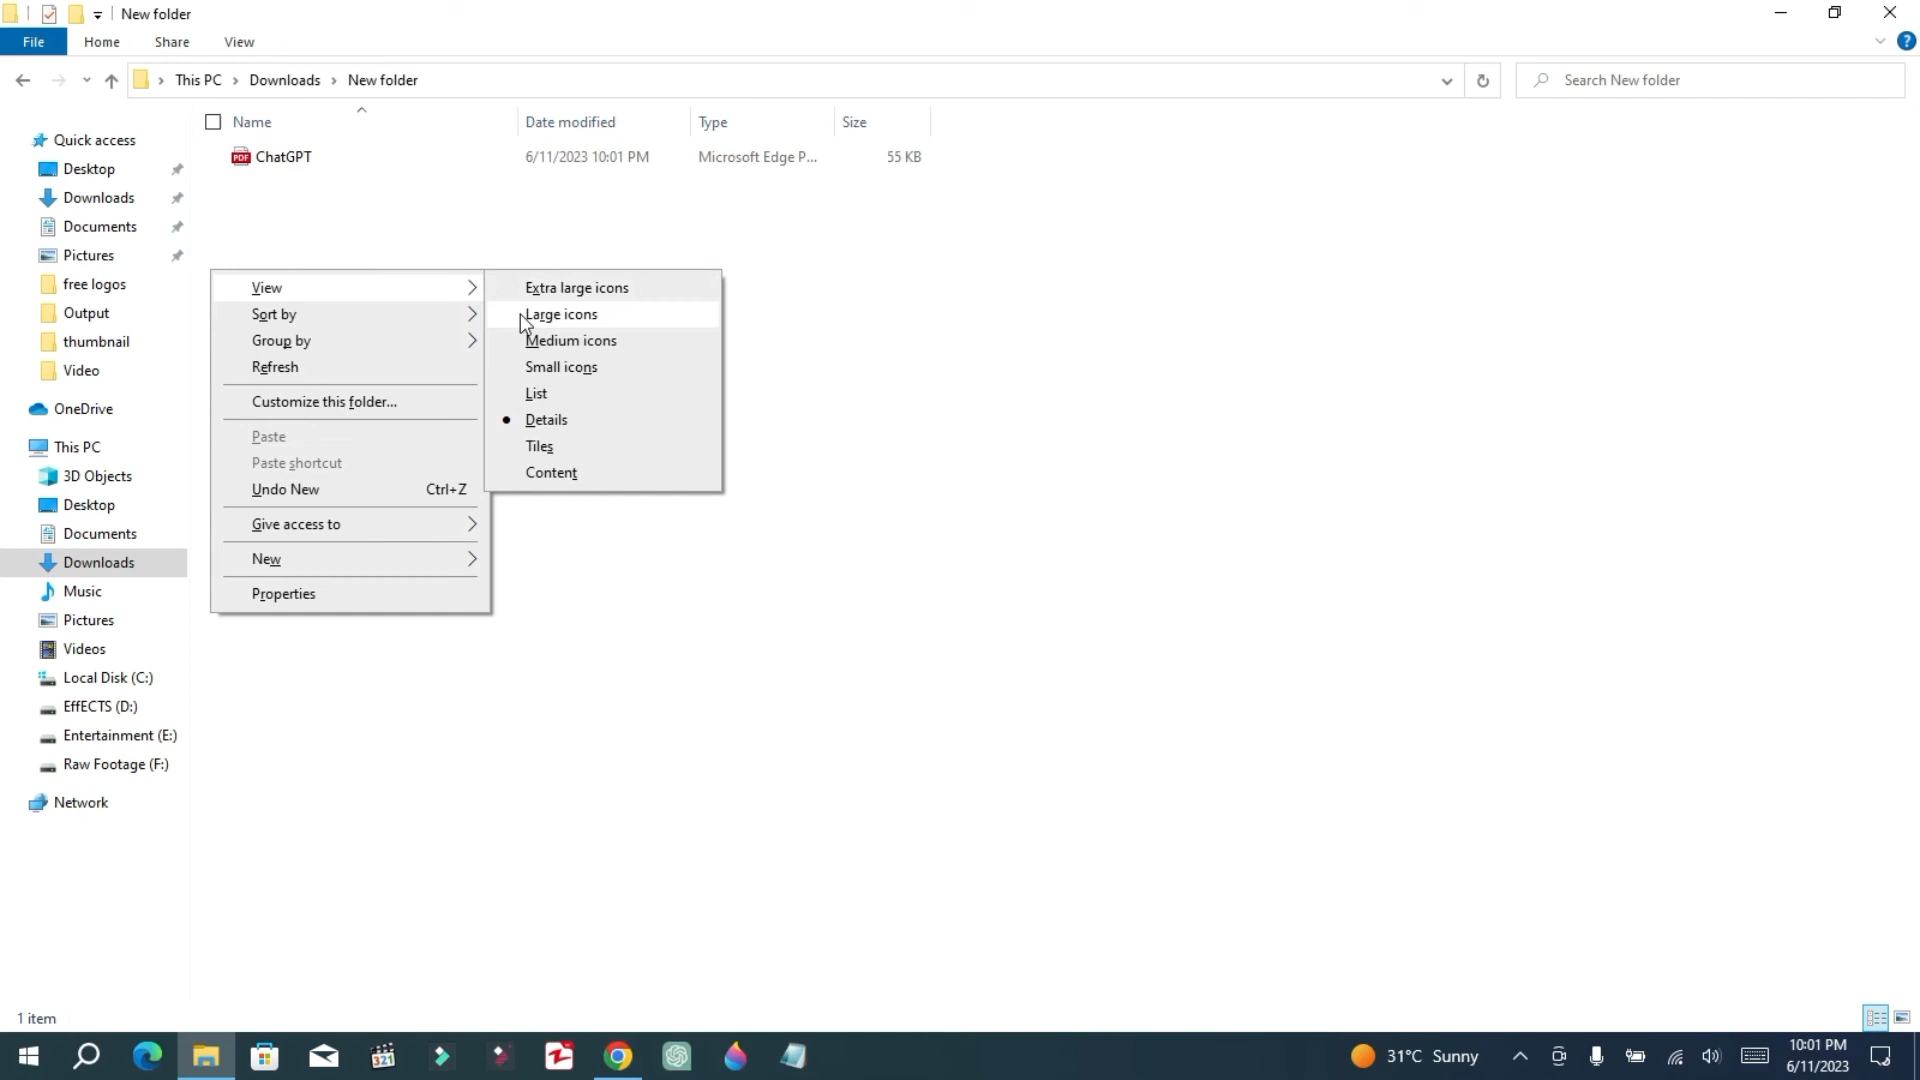 New folder
File Home Share View
This PC Downloads New folder
Search New folder
Name Date modified Type Size
PDF ChatGPT 6/11/2023 10:01 PM Microsoft Edge P... 55 KB
Quick access
Desktop
Downloads
Documents
Pictures
free logos
Output
thumbnail
Video
OneDrive
This PC
3D Objects
Desktop
Documents
Downloads
Music
Pictures
Videos
Local Disk (C:)
EffECTS (D:)
Entertainment (E:)
Raw Footage (F:)
Network
View
Sort by
Group by
Refresh
Customize this folder...
Paste
Paste shortcut
Undo New Ctrl+Z
Give access to
New
Properties
Extra large icons
Large icons
Medium icons
Small icons
List
Details
Tiles
Content
1 item
321
31°C Sunny
10:01 PM
6/11/2023